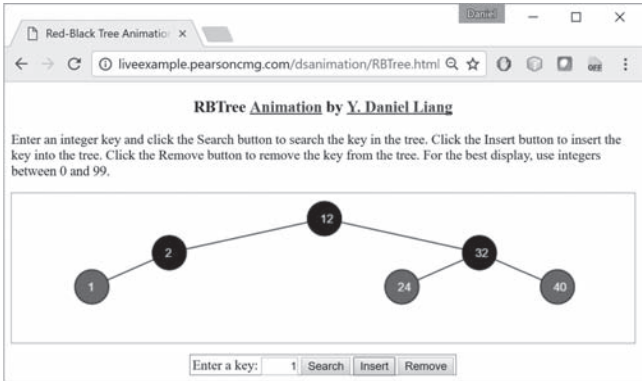 Daniel
Red-Black Tree Animation
liveexample.pearsoncmg.com/dsanimation/RBTree.html
OFF
RBTree Animation by Y. Daniel Liang
Enter an integer key and click the Search button to search the key in the tree. Click the Insert button to insert the
key into the tree. Click the Remove button to remove the key from the tree. For the best display, use integers
between 0 and 99.
12
2 32
1 24 40
Enter a key: 1 Search Insert Remove